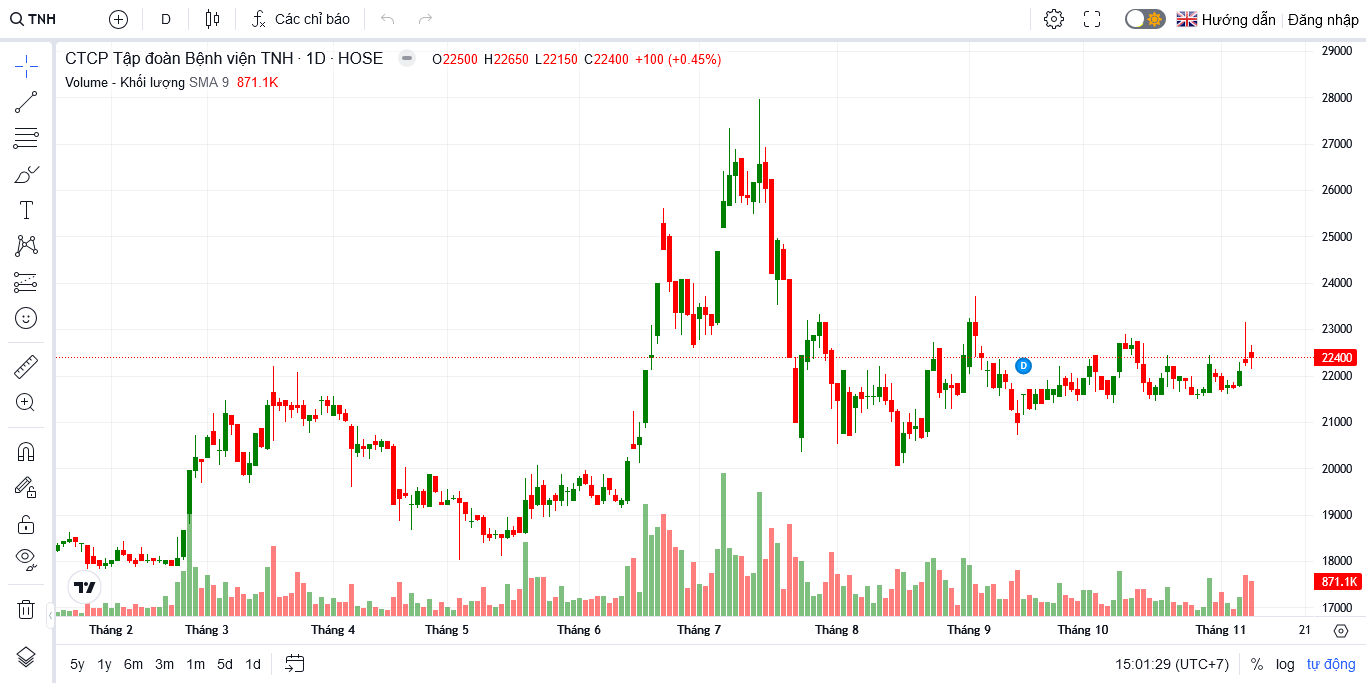 TNH D Các chỉ báo Hướng dẫn Đăng nhập
CTCP Tập đoàn Bệnh viện TNH · 1D · HOSE O22500 H22650 L22150 C22400 +100 (+0.45%)
Volume - Khối lượng SMA 9 871.1K
29000
28000
27000
26000
25000
24000
23000
22400
22000
21000
20000
19000
18000
871.1K
17000
D
Tháng 2 Tháng 3 Tháng 4 Tháng 5 Tháng 6 Tháng 7 Tháng 8 Tháng 9 Tháng 10 Tháng 11 21
5y 1y 6m 3m 1m 5d 1d 15:01:29 (UTC+7) % log tự động